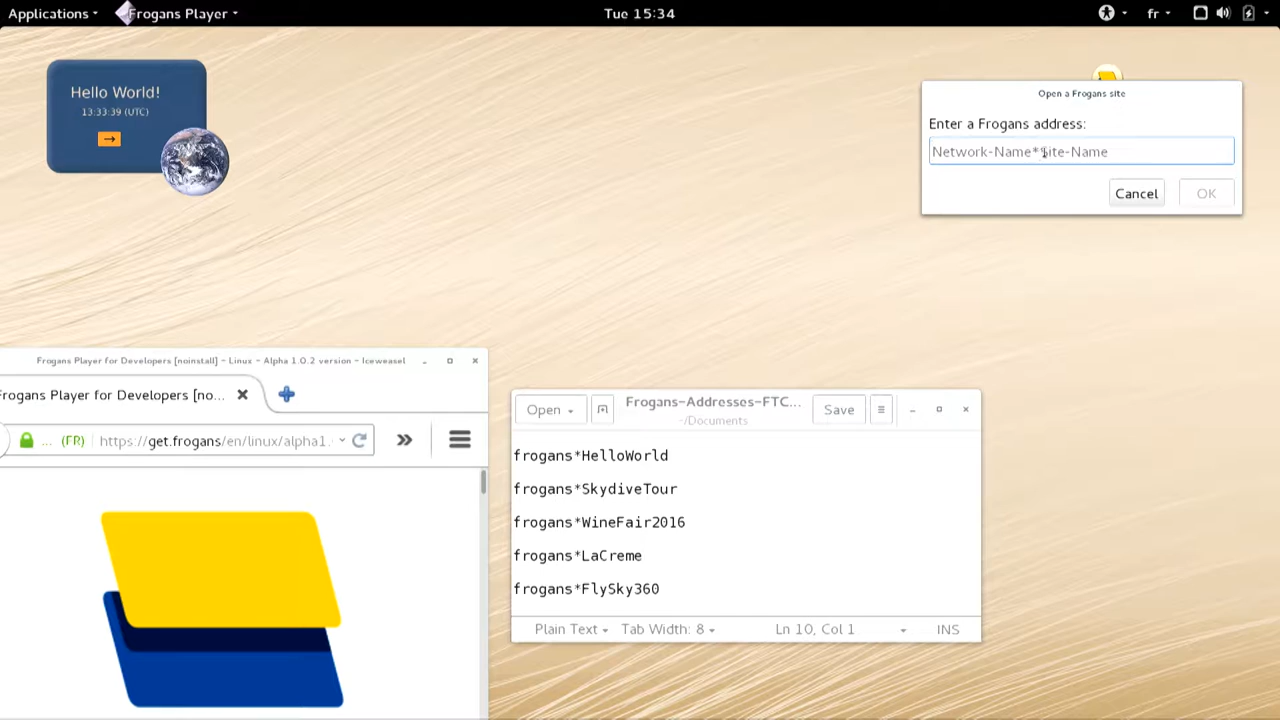 Applications
Frogans Player
Tue 15:34
fr
Hello World!
13:33:39 (UTC)
→
Open a Frogans site
Enter a Frogans address:
Network-Name*Site-Name
Cancel
OK
Frogans Player for Developers [noinstall] - Linux - Alpha 1.0.2 version - Iceweasel
Frogans Player for Developers [no...
... (FR) https://get.frogans/en/linux/alpha1.
Open
Frogans-Addresses-FTC...
~/Documents
Save
frogans*HelloWorld
frogans*SkydiveTour
frogans*WineFair2016
frogans*LaCreme
frogans*FlySky360
Plain Text
Tab Width: 8
Ln 10, Col 1
INS